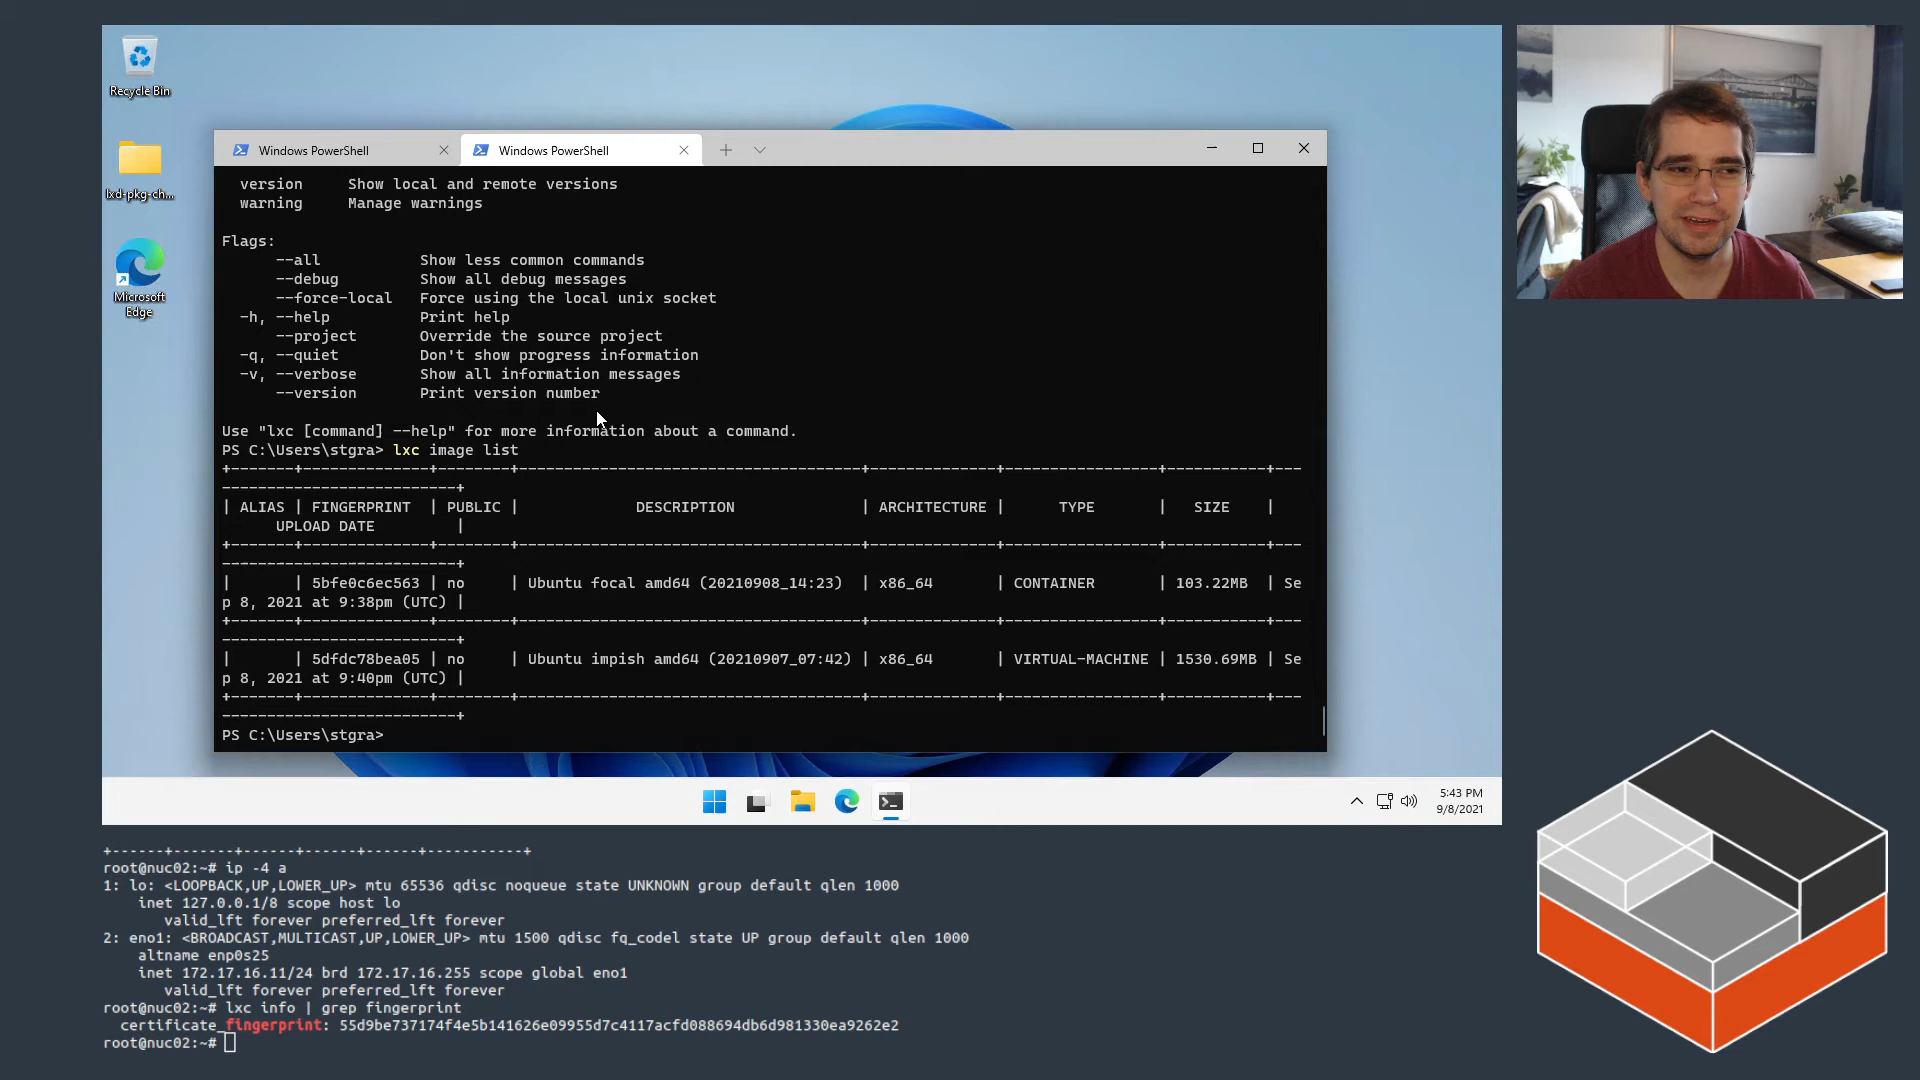 Recycle Bin
lxd-pkg-ch...
Microsoft
Edge
Windows PowerShell
Windows PowerShell
version     Show local and remote versions
warning     Manage warnings
Flags:
--all           Show less common commands
--debug         Show all debug messages
--force-local   Force using the local unix socket
-h, --help          Print help
--project       Override the source project
-q, --quiet         Don't show progress information
-v, --verbose       Show all information messages
--version       Print version number
Use "lxc [command] --help" for more information about a command.
PS C:\Users\stgra> lxc image list
+-------+--------------+--------+--------------------------------------+--------------+-----------------+-----------+---
--------------------------+
| ALIAS | FINGERPRINT  | PUBLIC |             DESCRIPTION              | ARCHITECTURE |      TYPE       |   SIZE    |
UPLOAD DATE         |
+-------+--------------+--------+--------------------------------------+--------------+-----------------+-----------+---
--------------------------+
|       | 5bfe0c6ec563 | no     | Ubuntu focal amd64 (20210908_14:23)  | x86_64       | CONTAINER       | 103.22MB  | Se
p 8, 2021 at 9:38pm (UTC) |
+-------+--------------+--------+--------------------------------------+--------------+-----------------+-----------+---
--------------------------+
|       | 5dfdc78bea05 | no     | Ubuntu impish amd64 (20210907_07:42) | x86_64       | VIRTUAL-MACHINE | 1530.69MB | Se
p 8, 2021 at 9:40pm (UTC) |
+-------+--------------+--------+--------------------------------------+--------------+-----------------+-----------+---
--------------------------+
PS C:\Users\stgra>
5:43 PM
9/8/2021
+------+-------+------+------+------+-----------+
root@nuc02:~# ip -4 a
1: lo: <LOOPBACK,UP,LOWER_UP> mtu 65536 qdisc noqueue state UNKNOWN group default qlen 1000
inet 127.0.0.1/8 scope host lo
valid_lft forever preferred_lft forever
2: eno1: <BROADCAST,MULTICAST,UP,LOWER_UP> mtu 1500 qdisc fq_codel state UP group default qlen 1000
altname enp0s25
inet 172.17.16.11/24 brd 172.17.16.255 scope global eno1
valid_lft forever preferred_lft forever
root@nuc02:~# lxc info | grep fingerprint
certificate_fingerprint: 55d9be737174f4e5b141626e09955d7c4117acfd088694db6d981330ea9262e2
root@nuc02:~#